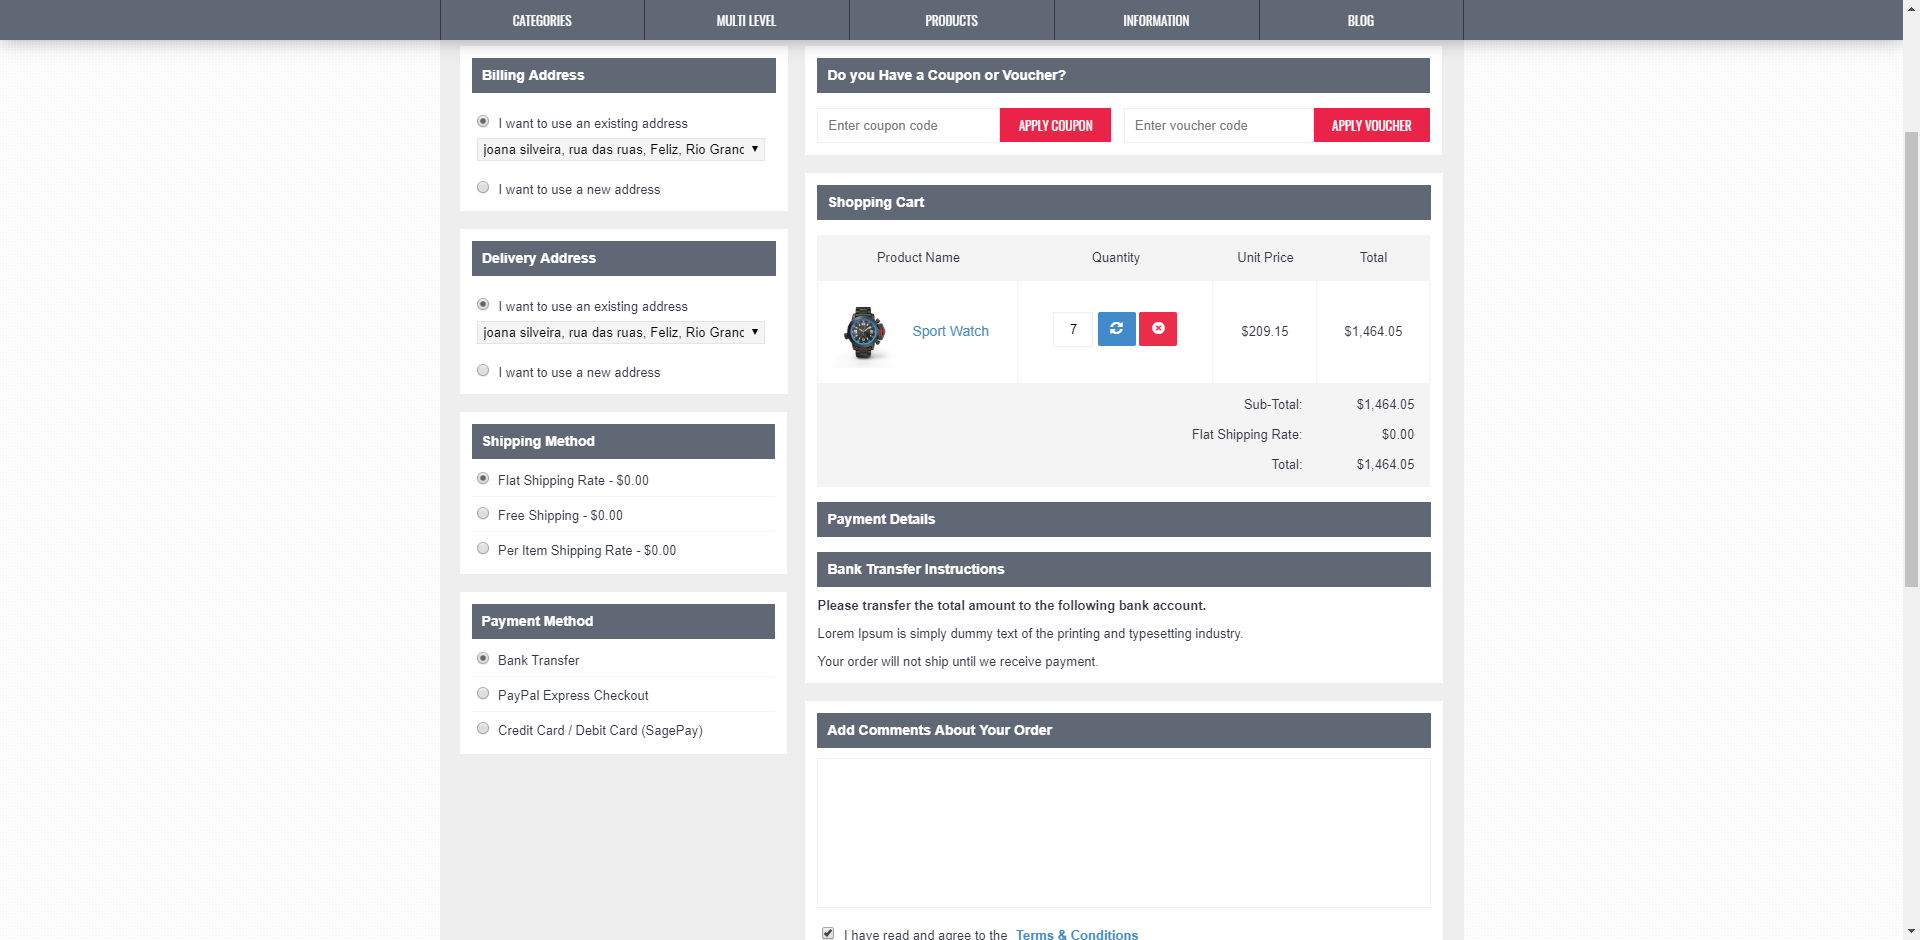 CATEGORIES
MULTI LEVEL
PRODUCTS
INFORMATION
BLOG
Billing Address
I want to use an existing address
joana silveira, rua das ruas, Feliz, Rio Granc
I want to use a new address
Delivery Address
I want to use an existing address
joana silveira, rua das ruas, Feliz, Rio Granc
I want to use a new address
Shipping Method
Flat Shipping Rate - $0.00
Free Shipping - $0.00
Per Item Shipping Rate - $0.00
Payment Method
Bank Transfer
PayPal Express Checkout
Credit Card / Debit Card (SagePay)
Do you Have a Coupon or Voucher?
Enter coupon code
APPLY COUPON
Enter voucher code
APPLY VOUCHER
Shopping Cart
Product Name Quantity Unit Price Total
Sport Watch 7 $209.15 $1,464.05
Sub-Total: $1,464.05
Flat Shipping Rate: $0.00
Total: $1,464.05
Payment Details
Bank Transfer Instructions
Please transfer the total amount to the following bank account.
Lorem Ipsum is simply dummy text of the printing and typesetting industry.
Your order will not ship until we receive payment.
Add Comments About Your Order
I have read and agree to the Terms & Conditions